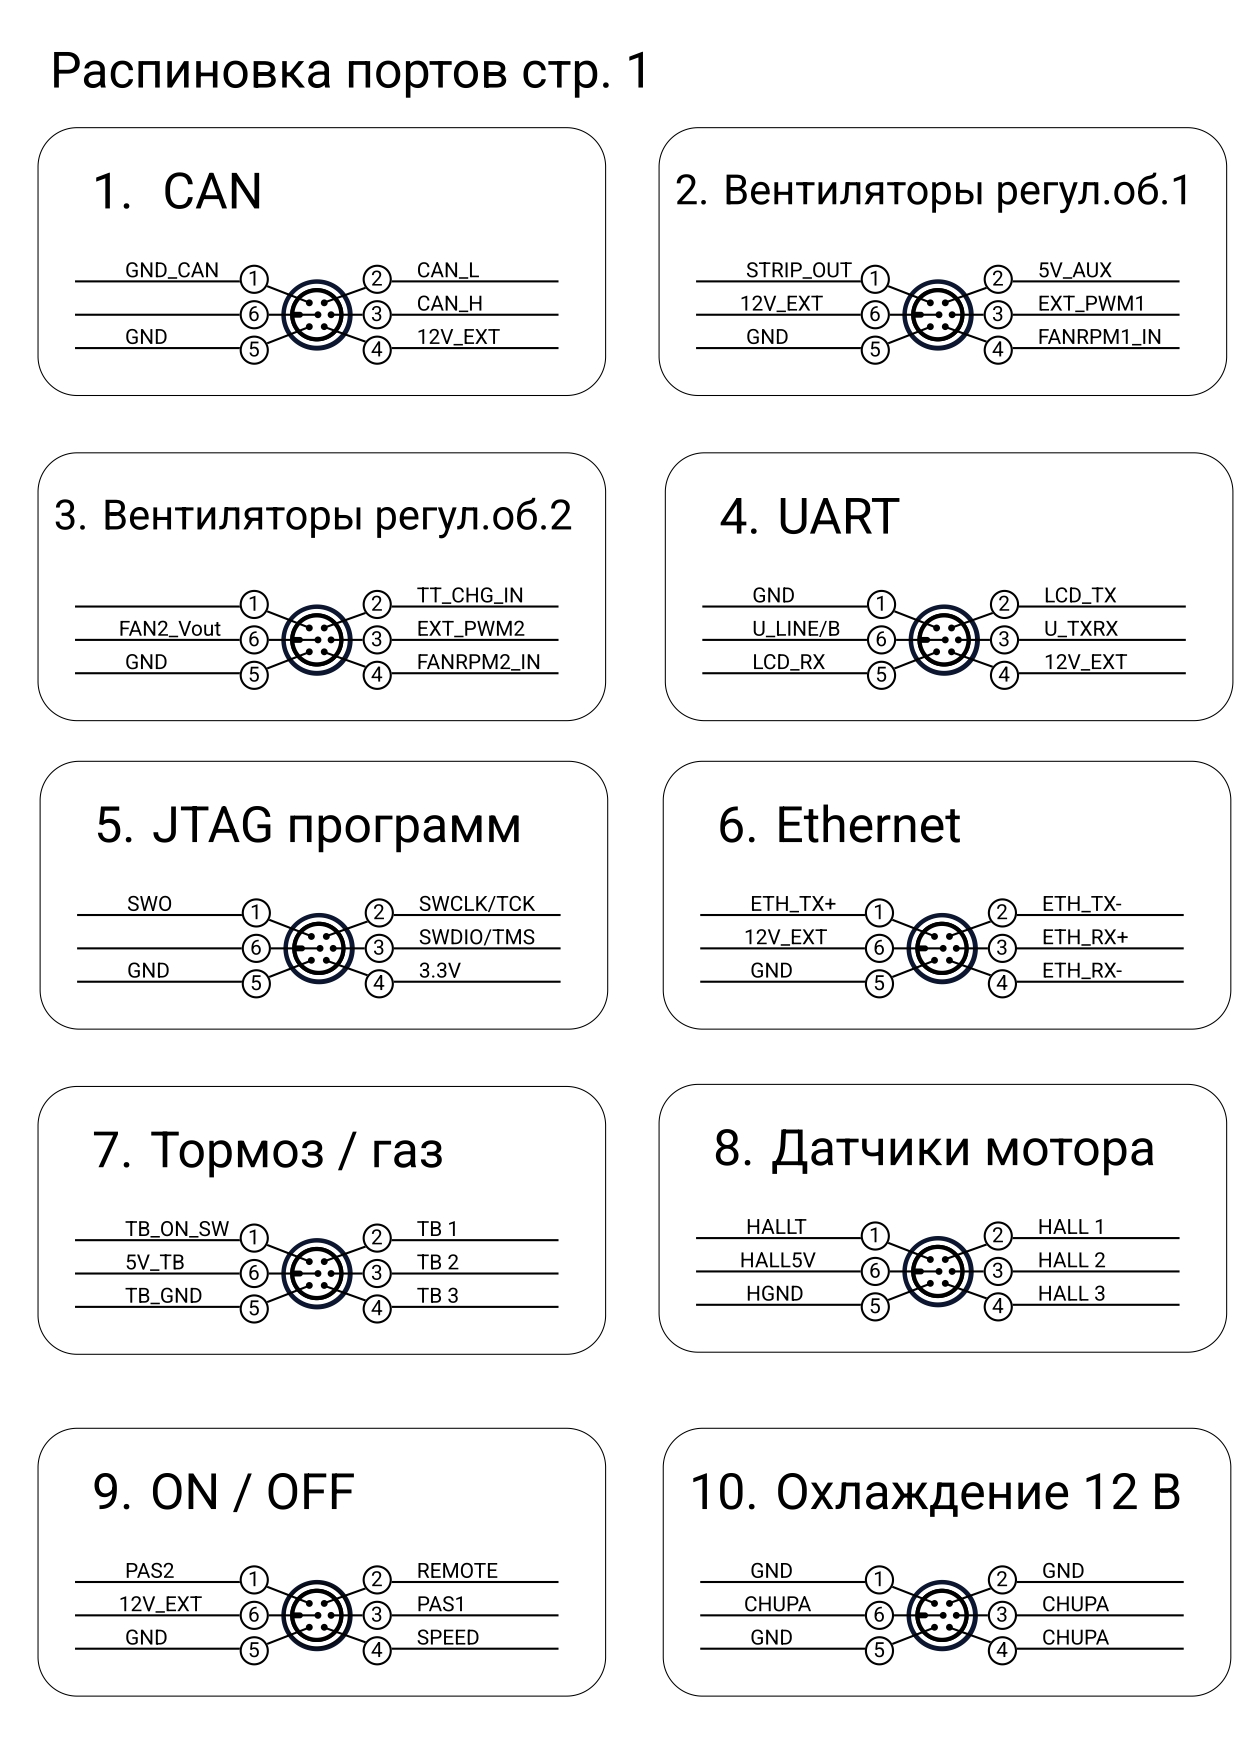 Распиновка портов стр. 1
1. CAN
GND_CAN 1 2 CAN_L
6 3 CAN_H
GND 5 4 12V_EXT
2. Вентиляторы регул.об.1
STRIP_OUT 1 2 5V_AUX
12V_EXT 6 3 EXT_PWM1
GND 5 4 FANRPM1_IN
3. Вентиляторы регул.об.2
1 2 TT_CHG_IN
FAN2_Vout 6 3 EXT_PWM2
GND 5 4 FANRPM2_IN
4. UART
GND 1 2 LCD_TX
U_LINE/B 6 3 U_TXRX
LCD_RX 5 4 12V_EXT
5. JTAG программ
SWO 1 2 SWCLK/TCK
6 3 SWDIO/TMS
GND 5 4 3.3V
6. Ethernet
ETH_TX+ 1 2 ETH_TX-
12V_EXT 6 3 ETH_RX+
GND 5 4 ETH_RX-
7. Тормоз / газ
TB_ON_SW 1 2 TB 1
5V_TB 6 3 TB 2
TB_GND 5 4 TB 3
8. Датчики мотора
HALLT 1 2 HALL 1
HALL5V 6 3 HALL 2
HGND 5 4 HALL 3
9. ON / OFF
PAS2 1 2 REMOTE
12V_EXT 6 3 PAS1
GND 5 4 SPEED
10. Охлаждение 12 В
GND 1 2 GND
CHUPA 6 3 CHUPA
GND 5 4 CHUPA